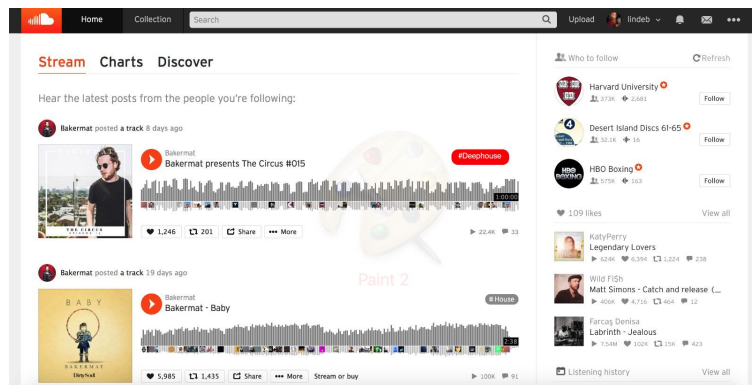 Home Collection Search Upload lindeb
Stream Charts Discover
Hear the latest posts from the people you're following:
Bakermat posted a track 8 days ago
Bakermat
Bakermat presents The Circus #015
#Deephouse
1:00:00
THE CIRCUS
1,246 201 Share More 22.4K 33
Paint 2
Bakermat posted a track 19 days ago
BABY
BAKERMAT
Dirty Soul
Bakermat
Bakermat - Baby
# House
2:38
5,985 1,435 Share More Stream or buy 100K 91
Who to follow Refresh
Harvard University
373K 2,681 Follow
Desert Island Discs 61-65
32.1K 16 Follow
HBO BOXING
HBO Boxing
575K 163 Follow
109 likes View all
KatyPerry
Legendary Lovers
624K 6,394 1,224 238
Wild Fi$h
Matt Simons - Catch and release (...
406K 4,716 464 12
Farcaş Denisa
Labrinth - Jealous
7.54M 102K 15K 423
Listening history View all